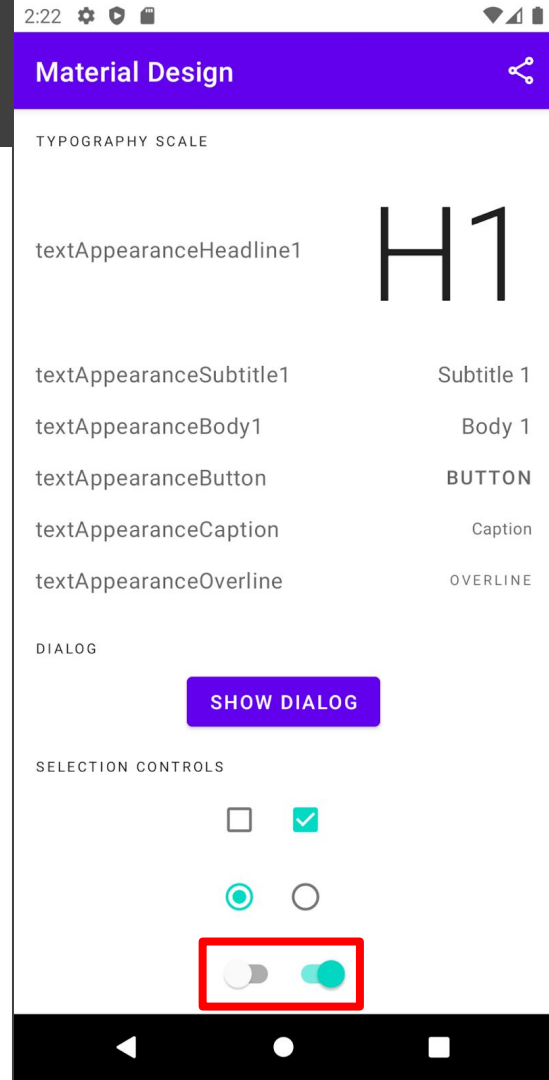 2:22
Material Design
TYPOGRAPHY SCALE
textAppearanceHeadline1 H1
textAppearanceSubtitle1 Subtitle 1
textAppearanceBody1 Body 1
textAppearanceButton BUTTON
textAppearanceCaption Caption
textAppearanceOverline OVERLINE
DIALOG
SHOW DIALOG
SELECTION CONTROLS